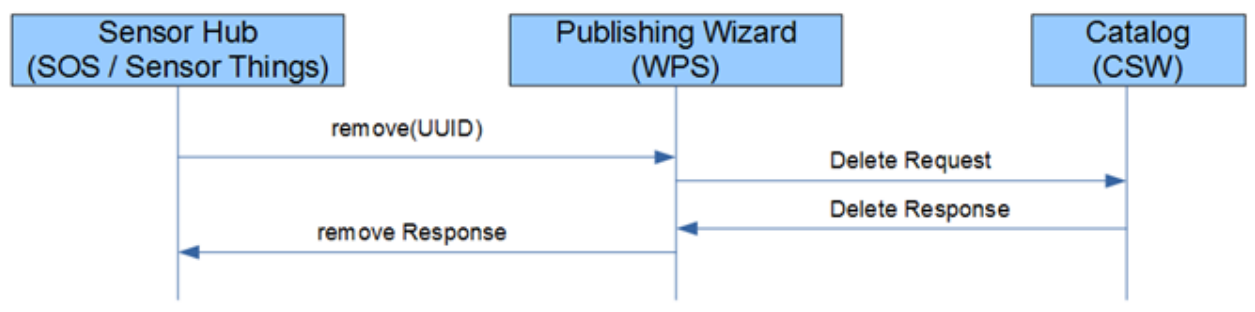 Sensor Hub
(SOS / Sensor Things)
Publishing Wizard
(WPS)
Catalog
(CSW)
remove(UUID)
Delete Request
Delete Response
remove Response